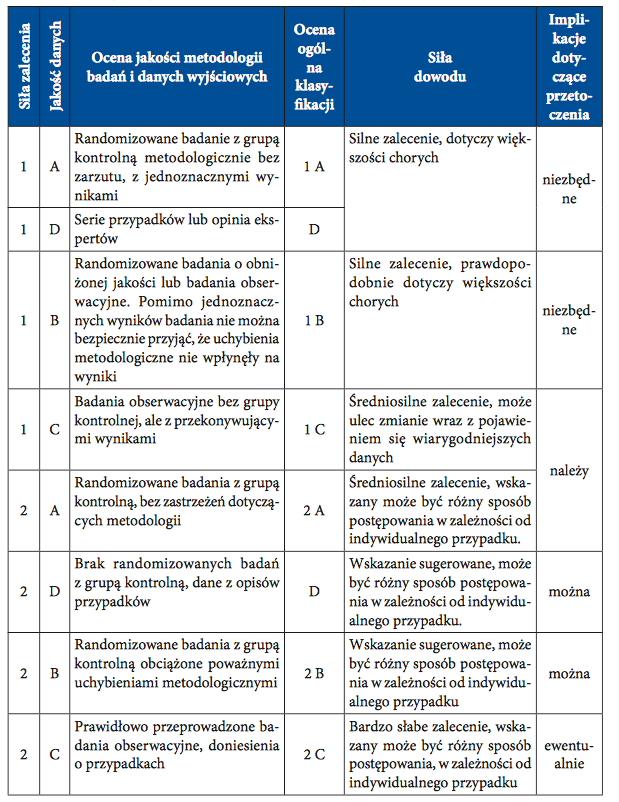 Siła zalecenia
Jakość danych
Ocena jakości metodologii
badań i danych wyjściowych
Ocena
ogól-
na
klasy-
fikacji
Siła
dowodu
Impli-
kacje
doty-
czące
przeto-
czenia
1
A
Randomizowane badanie z grupą
kontrolną metodologicznie bez
zarzutu, z jednoznacznymi wy-
nikami
1 A
Silne zalecenie, dotyczy więk-
szości chorych
niezbęd-
ne
1
D
Serie przypadków lub opinia eks-
pertów
D
1
B
Randomizowane badania o obni-
żonej jakości lub badania obser-
wacyjne. Pomimo jednoznacz-
nych wyników badania nie można
bezpiecznie przyjąć, że uchybienia
metodologiczne nie wpłynęły na
wyniki
1 B
Silne zalecenie, prawdopo-
dobnie dotyczy większości
chorych
niezbęd-
ne
1
C
Badania obserwacyjne bez grupy
kontrolnej, ale z przekonywujący-
mi wynikami
1 C
Średniosilne zalecenie, może
ulec zmianie wraz z pojawie-
niem się wiarygodniejszych
danych
należy
2
A
Randomizowane badania z grupą
kontrolną, bez zastrzeżeń dotyczą-
cych metodologii
2 A
Średniosilne zalecenie, wska-
zany może być różny sposób
postępowania w zależności od
indywidualnego przypadku.
2
D
Brak randomizowanych badań
z grupą kontrolną, dane z opisów
przypadków
D
Wskazanie sugerowane, może
być różny sposób postępowa-
nia w zależności od indywidu-
alnego przypadku.
można
2
B
Randomizowane badania z grupą
kontrolną obciążone poważnymi
uchybieniami metodologicznymi
2 B
Wskazanie sugerowane, może
być różny sposób postępowa-
nia w zależności od indywidu-
alnego przypadku
można
2
C
Prawidłowo przeprowadzone ba-
dania obserwacyjne, doniesienia
o przypadkach
2 C
Bardzo słabe zalecenie, wska-
zany może być różny sposób
postępowania, w zależności od
indywidualnego przypadku
ewentu-
alnie